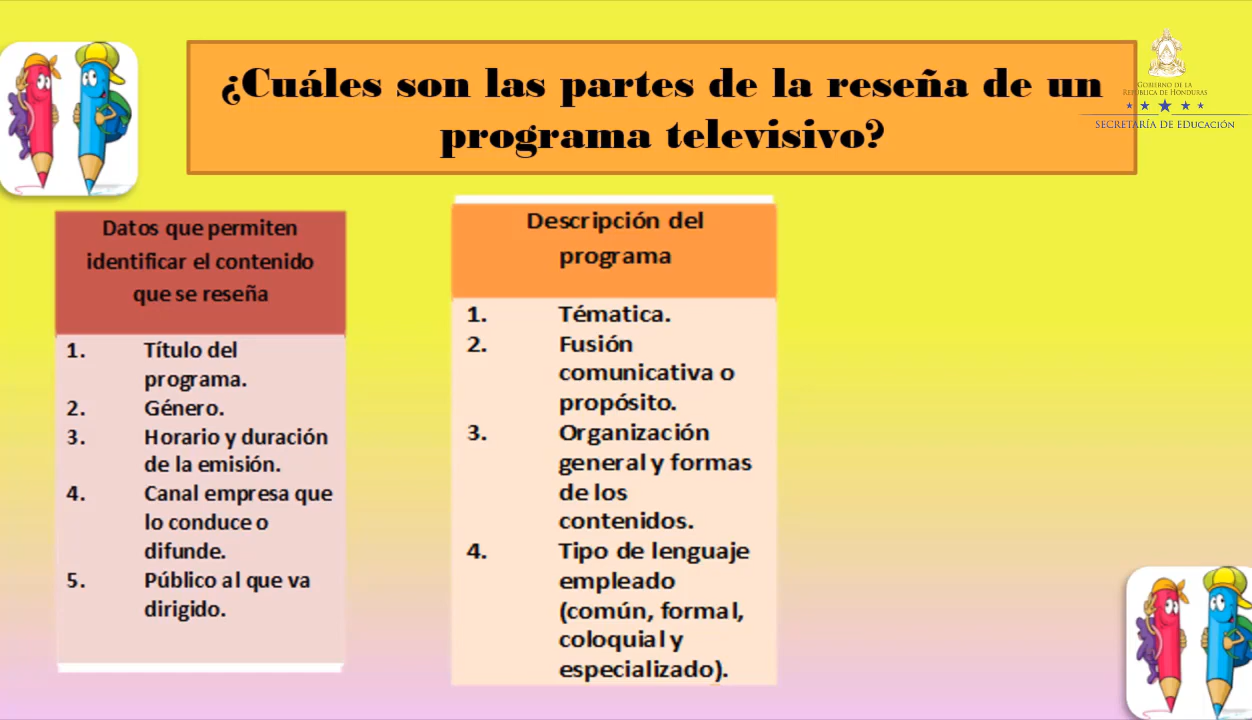 ¿Cuáles son las partes de la reseña de un
programa televisivo?
GOBIERNO DE LA
REPÚBLICA DE HONDURAS
SECRETARÍA DE EDUCACIÓN
Datos que permiten
identificar el contenido
que se reseña
1. Título del
programa.
2. Género.
3. Horario y duración
de la emisión.
4. Canal empresa que
lo conduce o
difunde.
5. Público al que va
dirigido.
Descripción del
programa
1. Témática.
2. Fusión
comunicativa o
propósito.
3. Organización
general y formas
de los
contenidos.
4. Tipo de lenguaje
empleado
(común, formal,
coloquial y
especializado).